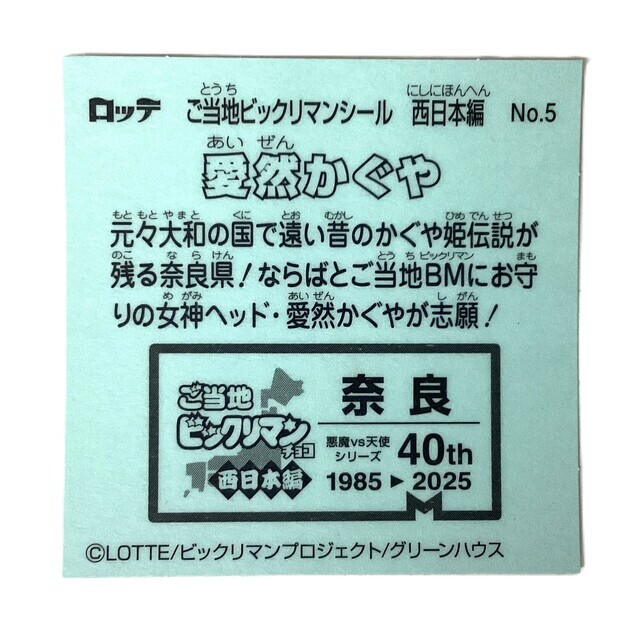 ロッテ ご当地ビックリマンシール 西日本編 No.5
とうち にしにほんへん
愛然かぐや
あい ぜん
元々大和の国で遠い昔のかぐや姫伝説が
もともとやまと くに とお むかし ひめでんせつ
残る奈良県!ならばとご当地BMにお守
のこ ならけん とうちビックリマン まも
りの女神ヘッド・愛然かぐやが志願!
めがみ あいぜん しがん
ご当地
ビックリマン
チョコ
西日本編
奈良
悪魔vs天使
シリーズ 40th
1985 ▶ 2025
©LOTTE/ビックリマンプロジェクト/グリーンハウス